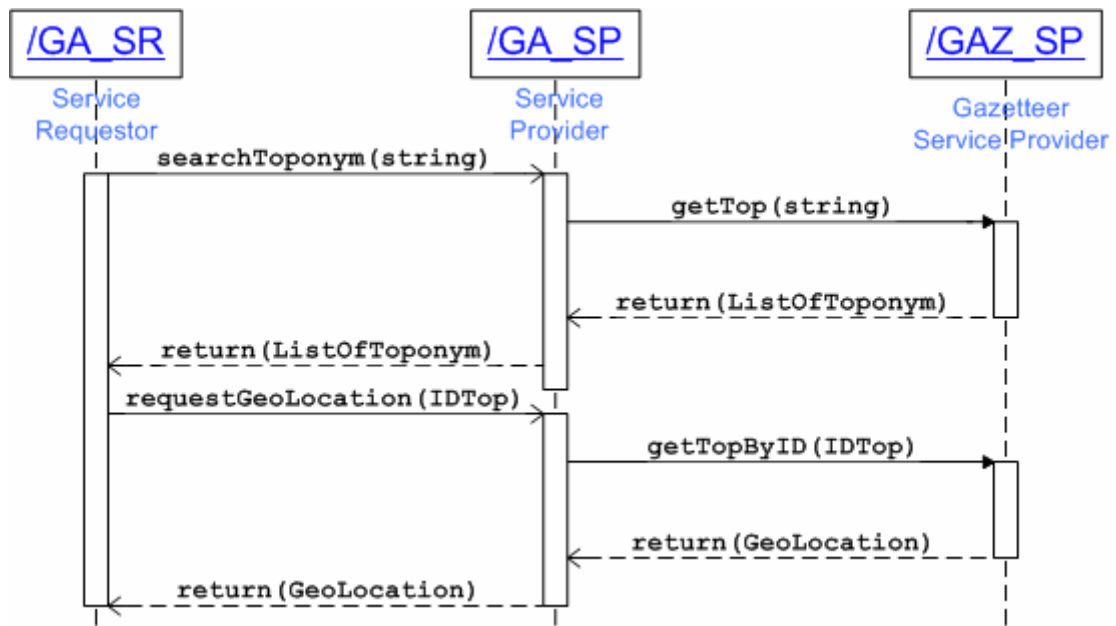 /GA_SR
/GA_SP
/GAZ_SP
Service
Requestor
Service
Provider
Gazetteer
Service Provider
searchToponym(string)
getTop(string)
return(ListOfToponym)
return(ListOfToponym)
requestGeoLocation(IDTop)
getTopByID(IDTop)
return(GeoLocation)
return(GeoLocation)